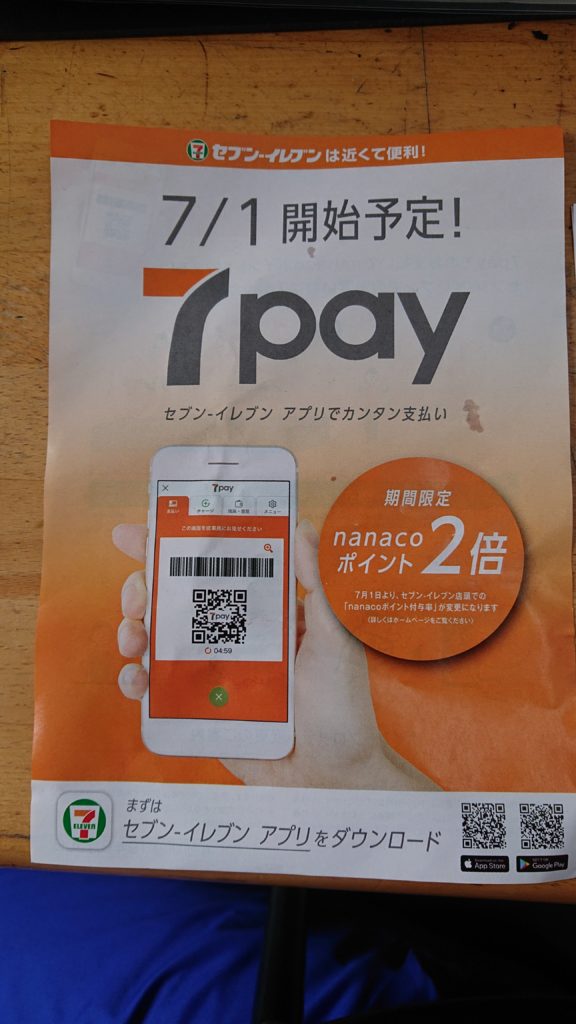 セブン-イレブンは近くて便利!
7/1 開始予定!
7pay
セブン-イレブン アプリでカンタン支払い
7pay
支払い チャージ メニュー
この画面を従業員にお見せください
7pay
04:59
期間限定
nanaco
ポイント2倍
7月1日より、セブン-イレブン店頭での
「nanacoポイント付与率」が変更になります
(詳しくはホームページをご覧ください)
7 ELEVEN
まずは
セブン-イレブン アプリをダウンロード
Download on the App Store
GET IT ON Google Play